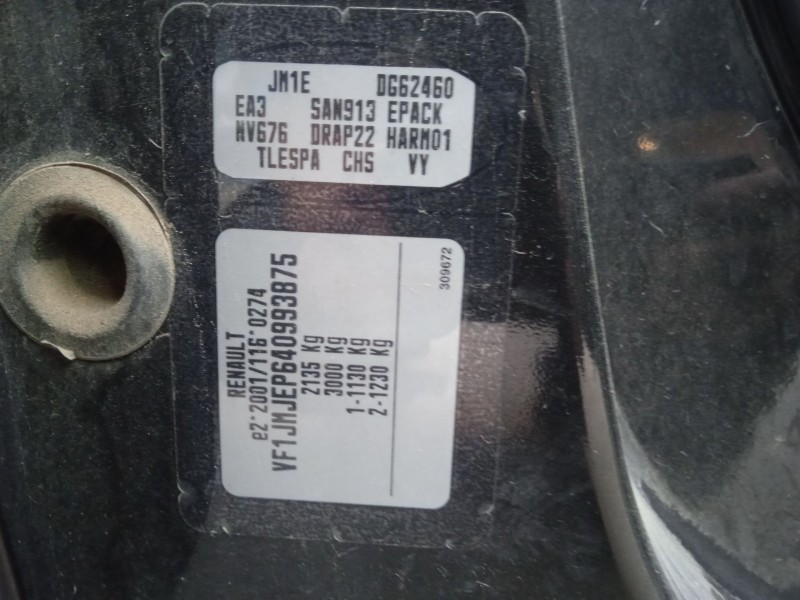 JM1E DG62460
EA3 SAN913 EPACK
NV676 DRAP22 HARM01
TLESPA CHS VY
RENAULT
e2*2001/116*0274
VF1JMJEP640993875
2135 Kg
3000 Kg
1-1130 Kg
2-1230 Kg
309672